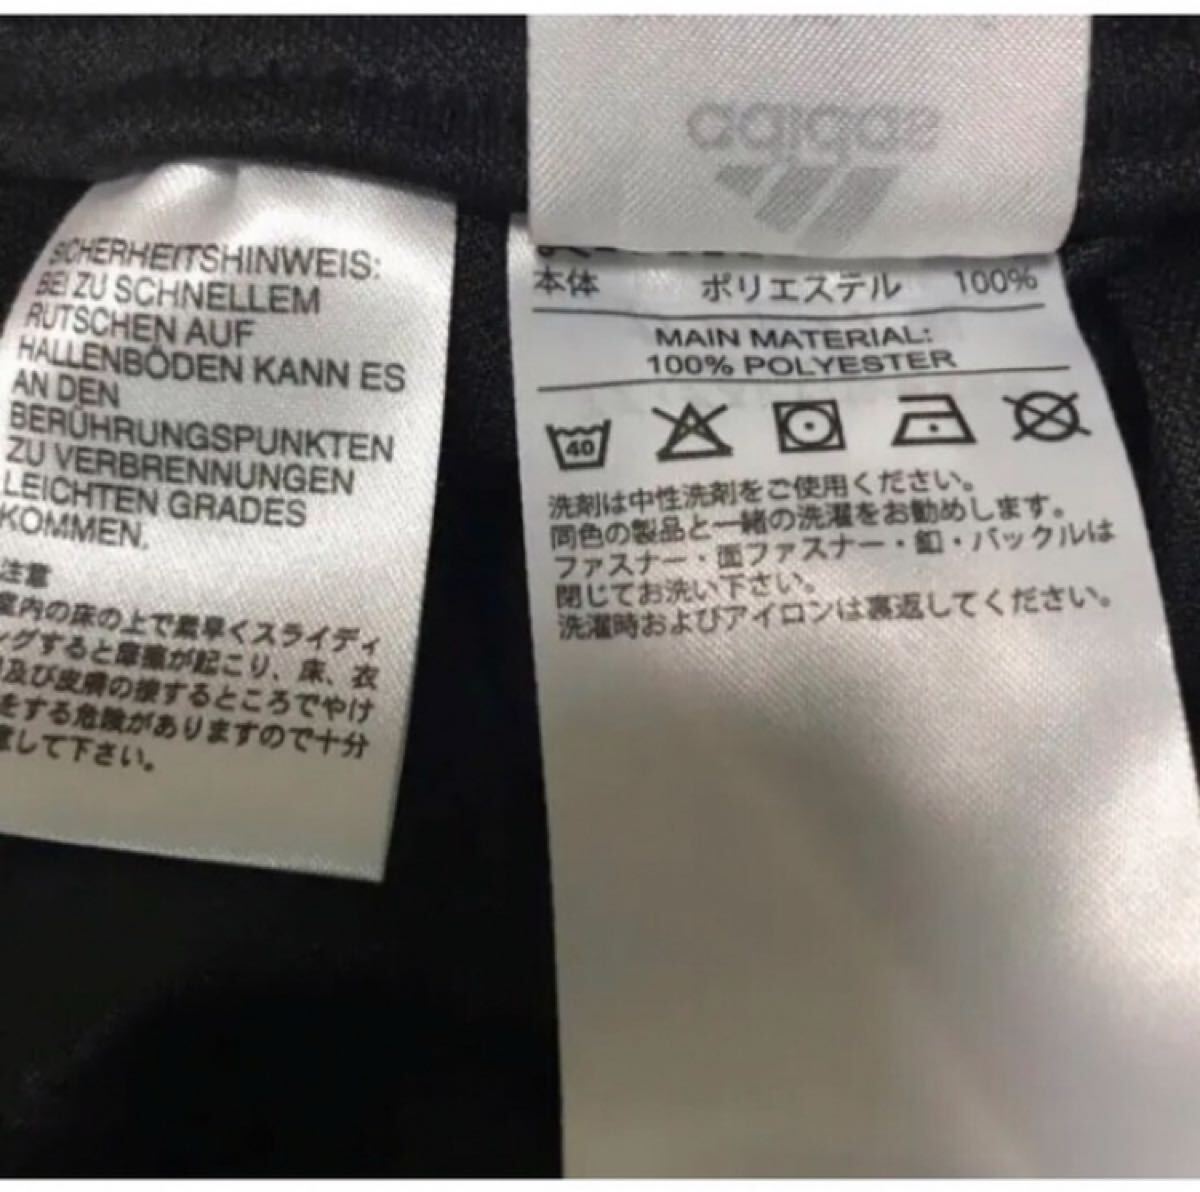 SICHERHEITSHINWEIS:
BEI ZU SCHNELLEM
RUTSCHEN AUF
HALLENBÖDEN KANN ES
AN DEN
BERÜHRUNGSPUNKTEN
ZU VERBRENNUNGEN
LEICHTEN GRADES
KOMMEN.
注意
室内の床の上で素早くスライディ
ングすると摩擦が起こり、床、衣
及び皮膚の接するところでやけ
をする危険がありますので十分
意して下さい。
adidas
本体 ポリエステル 100%
MAIN MATERIAL:
100% POLYESTER
40
洗剤は中性洗剤をご使用ください。
同色の製品と一緒の洗濯をお勧めします。
ファスナー・面ファスナー・釦・バックルは
閉じてお洗い下さい。
洗濯時およびアイロンは裏返してください。